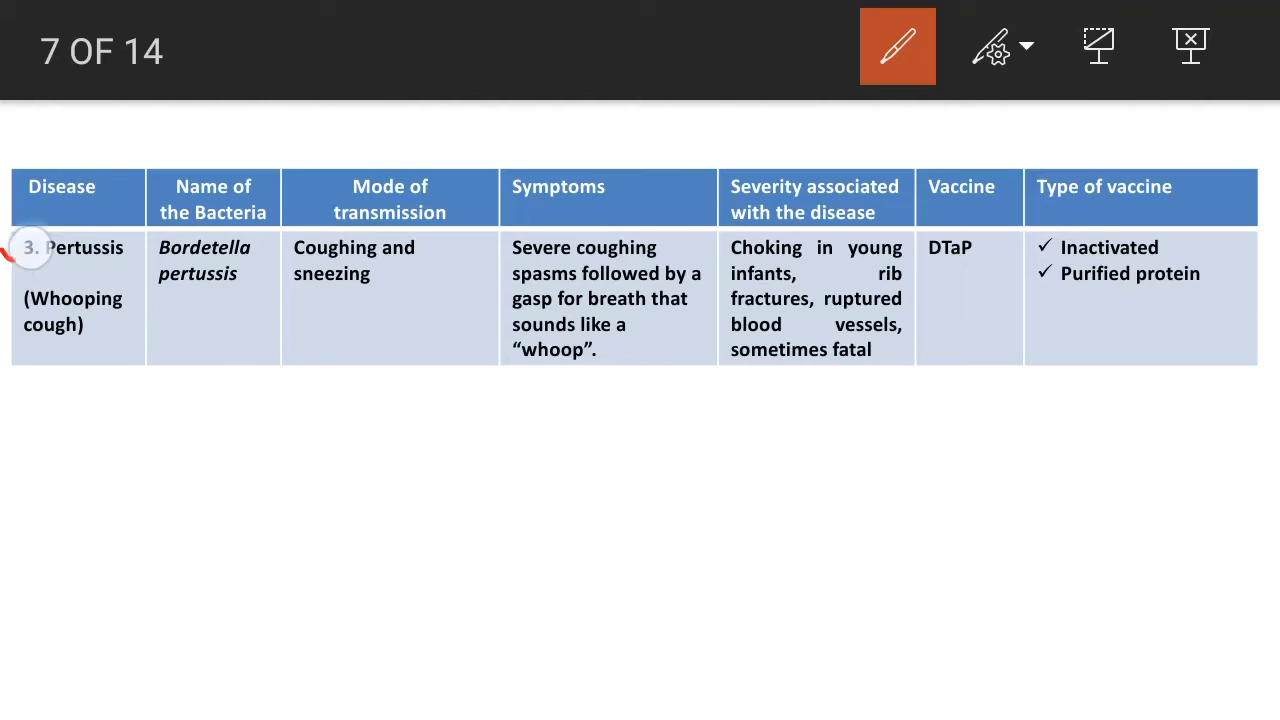 7 OF 14
Disease
Name of
the Bacteria
Mode of
transmission
Symptoms
Severity associated
with the disease
Vaccine
Type of vaccine
3. Pertussis
(Whooping
cough)
Bordetella
pertussis
Coughing and
sneezing
Severe coughing
spasms followed by a
gasp for breath that
sounds like a
“whoop”.
Choking in young
infants, rib
fractures, ruptured
blood vessels,
sometimes fatal
DTaP
✓ Inactivated
✓ Purified protein